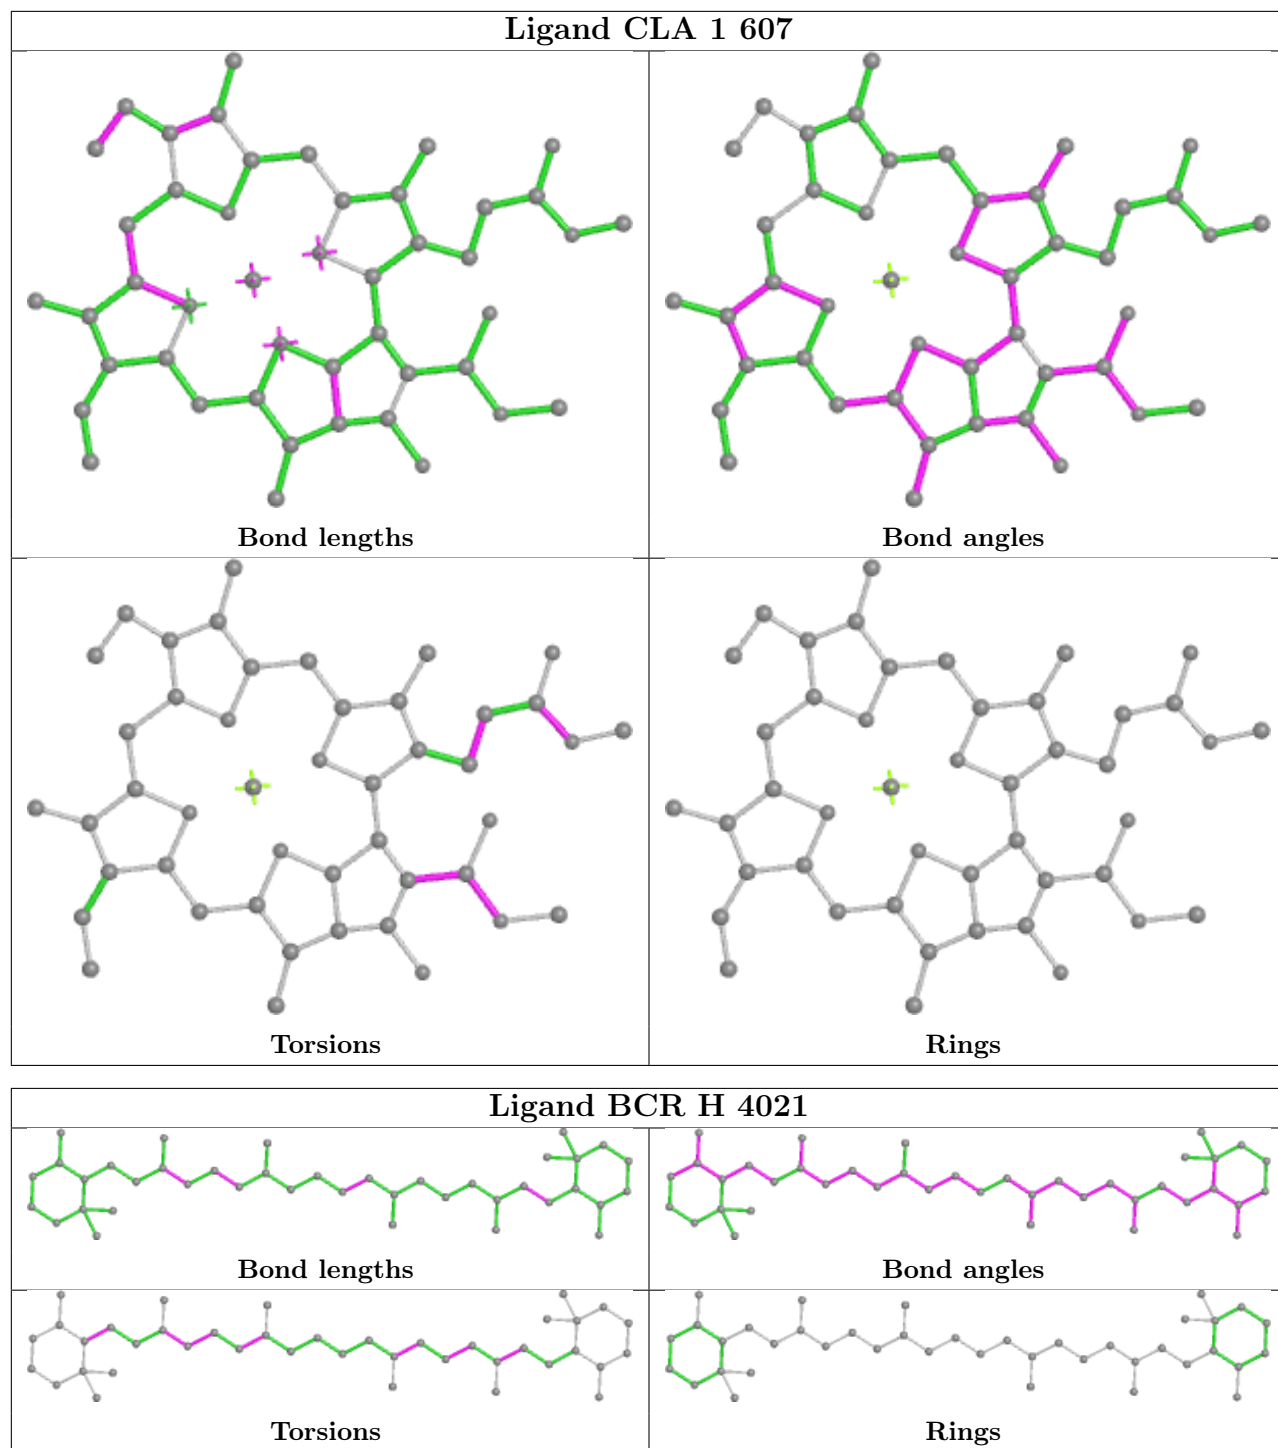 Ligand CLA 1 607
Bond lengths
Bond angles
Torsions
Rings
Ligand BCR H 4021
Bond lengths
Bond angles
Torsions
Rings